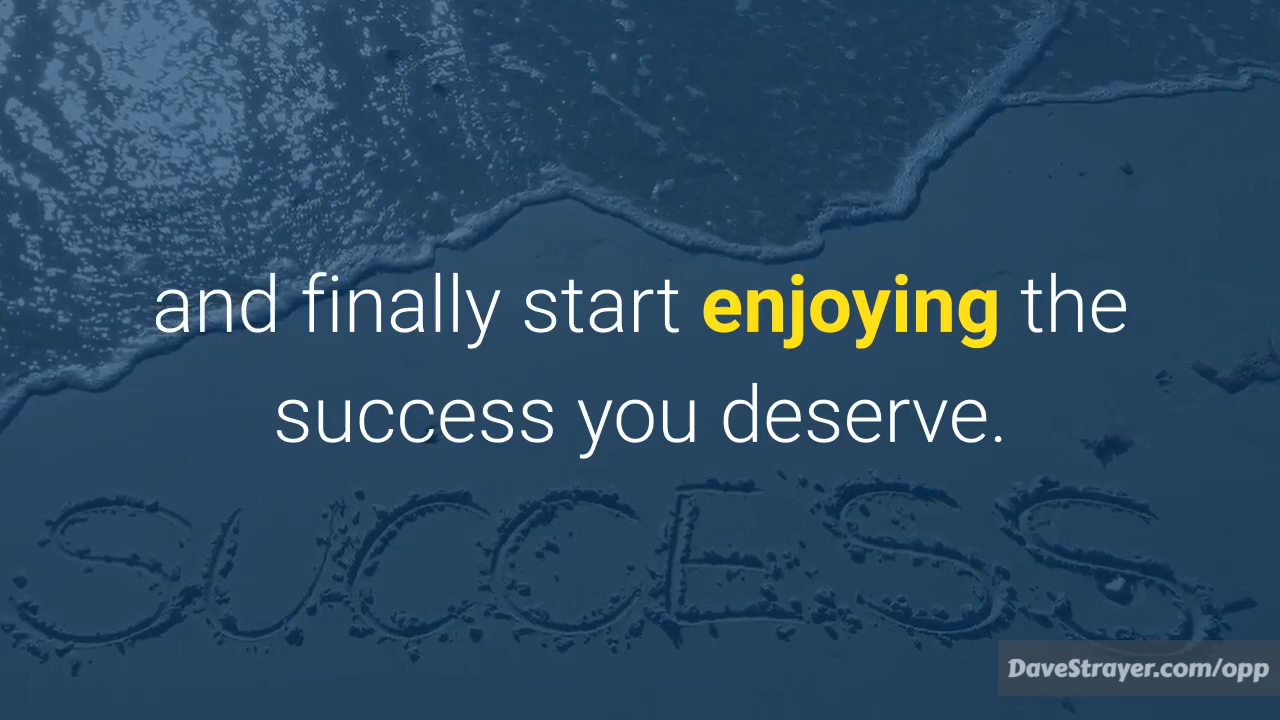 and finally start enjoying the
success you deserve.
SUCCESS
DaveStrayer.com/opp